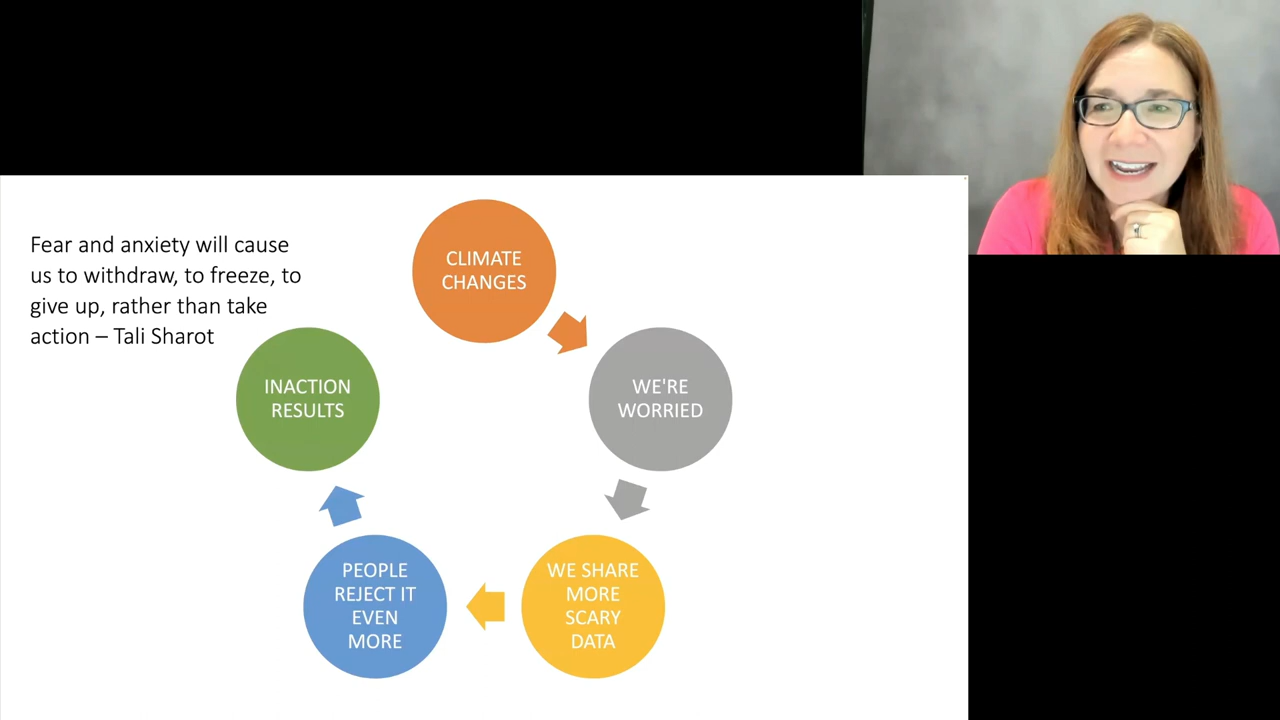 Fear and anxiety will cause
us to withdraw, to freeze, to
give up, rather than take
action – Tali Sharot
CLIMATE
CHANGES
WE'RE
WORRIED
WE SHARE
MORE
SCARY
DATA
PEOPLE
REJECT IT
EVEN
MORE
INACTION
RESULTS